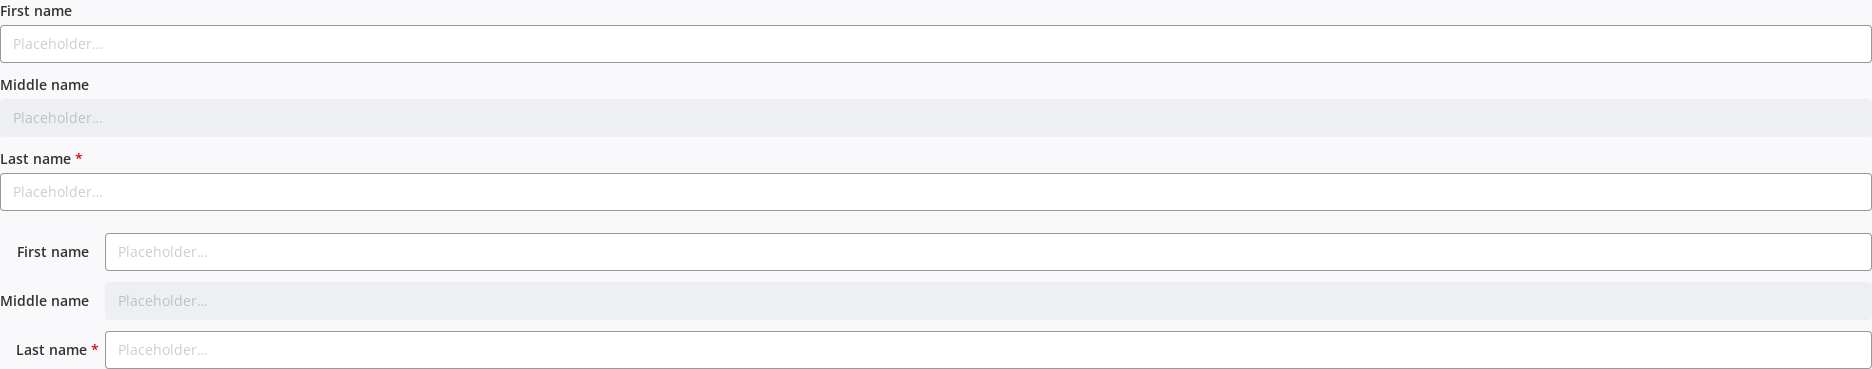 First name
Placeholder...
Middle name
Placeholder...
Last name *
Placeholder...
First name Placeholder...
Middle name Placeholder...
Last name * Placeholder...